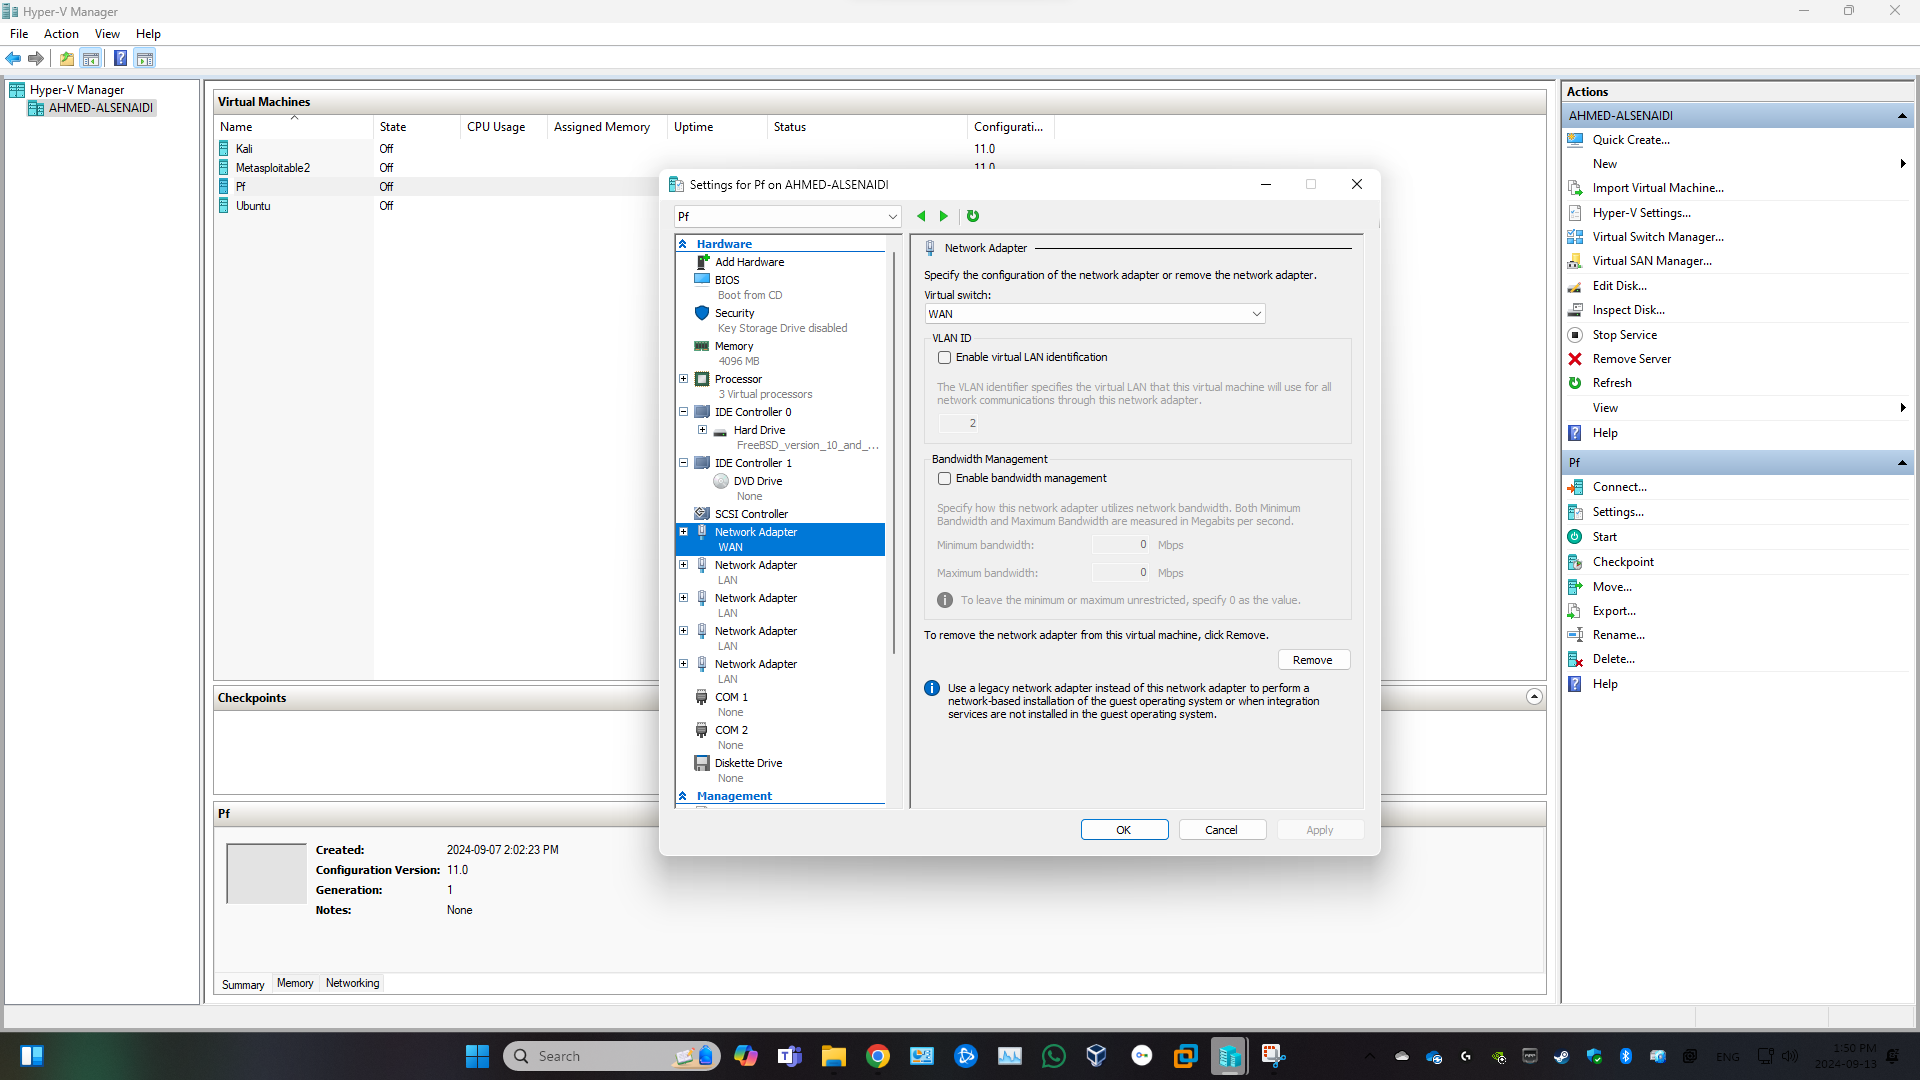 Hyper-V Manager
File Action View Help
Hyper-V Manager
AHMED-ALSENAIDI
Virtual Machines
Name State CPU Usage Assigned Memory Uptime Status Configurati...
Kali Off 11.0
Metasploitable2 Off 11.0
Pf Off
Ubuntu Off
Checkpoints
Pf
Created: 2024-09-07 2:02:23 PM
Configuration Version: 11.0
Generation: 1
Notes: None
Summary Memory Networking
Settings for Pf on AHMED-ALSENAIDI
Pf
Hardware
Add Hardware
BIOS
Boot from CD
Security
Key Storage Drive disabled
Memory
4096 MB
Processor
3 Virtual processors
IDE Controller 0
Hard Drive
FreeBSD_version_10_and_...
IDE Controller 1
DVD Drive
None
SCSI Controller
Network Adapter
WAN
Network Adapter
LAN
Network Adapter
LAN
Network Adapter
LAN
Network Adapter
LAN
COM 1
None
COM 2
None
Diskette Drive
None
Management
Network Adapter
Specify the configuration of the network adapter or remove the network adapter.
Virtual switch:
WAN
VLAN ID
Enable virtual LAN identification
The VLAN identifier specifies the virtual LAN that this virtual machine will use for all
network communications through this network adapter.
2
Bandwidth Management
Enable bandwidth management
Specify how this network adapter utilizes network bandwidth. Both Minimum
Bandwidth and Maximum Bandwidth are measured in Megabits per second.
Minimum bandwidth: 0 Mbps
Maximum bandwidth: 0 Mbps
To leave the minimum or maximum unrestricted, specify 0 as the value.
To remove the network adapter from this virtual machine, click Remove.
Remove
Use a legacy network adapter instead of this network adapter to perform a
network-based installation of the guest operating system or when integration
services are not installed in the guest operating system.
OK Cancel Apply
Actions
AHMED-ALSENAIDI
Quick Create...
New
Import Virtual Machine...
Hyper-V Settings...
Virtual Switch Manager...
Virtual SAN Manager...
Edit Disk...
Inspect Disk...
Stop Service
Remove Server
Refresh
View
Help
Pf
Connect...
Settings...
Start
Checkpoint
Move...
Export...
Rename...
Delete...
Help
Search
ENG
1:50 PM
2024-09-13